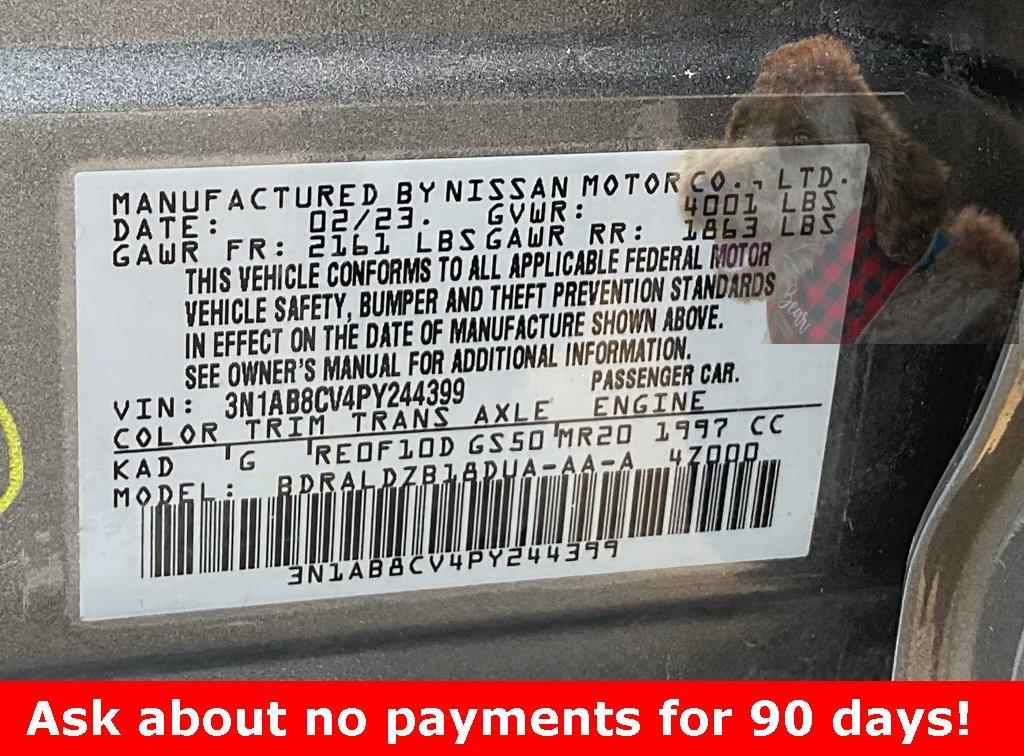 MANUFACTURED BY NISSAN MOTOR CO., LTD.
DATE: 02/23. GVWR: 4001 LBS
GAWR FR: 2161 LBS GAWR RR: 1863 LBS
THIS VEHICLE CONFORMS TO ALL APPLICABLE FEDERAL MOTOR
VEHICLE SAFETY, BUMPER AND THEFT PREVENTION STANDARDS
IN EFFECT ON THE DATE OF MANUFACTURE SHOWN ABOVE.
SEE OWNER'S MANUAL FOR ADDITIONAL INFORMATION.
VIN: 3N1AB8CV4PY244399 PASSENGER CAR.
COLOR TRIM TRANS AXLE ENGINE
KAD G RE0F10D GS50 MR20 1997 CC
MODEL: BDRALDZB18DUA-AA-A 4Z000
3N1AB8CV4PY244399
Bear
Ask about no payments for 90 days!